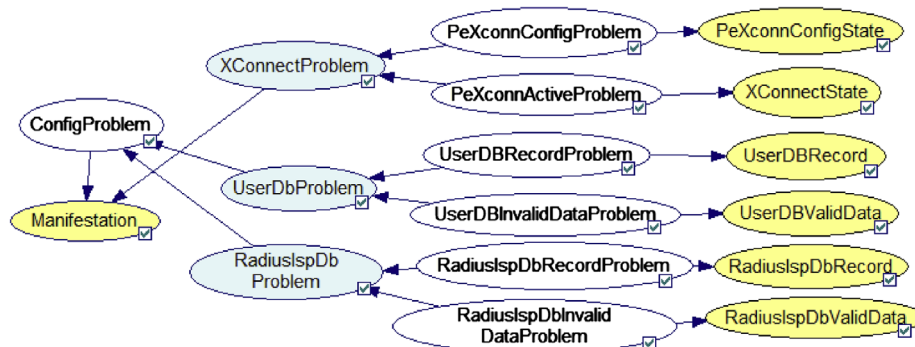 PeXconnConfigProblem
PeXconnConfigState
XConnectProblem
PeXconnActiveProblem
XConnectState
ConfigProblem
UserDBRecordProblem
UserDBRecord
UserDbProblem
Manifestation
UserDBInvalidDataProblem
UserDBValidData
RadiusIspDb
Problem
RadiusIspDbRecordProblem
RadiusIspDbRecord
RadiusIspDbInvalid
DataProblem
RadiusIspDbValidData